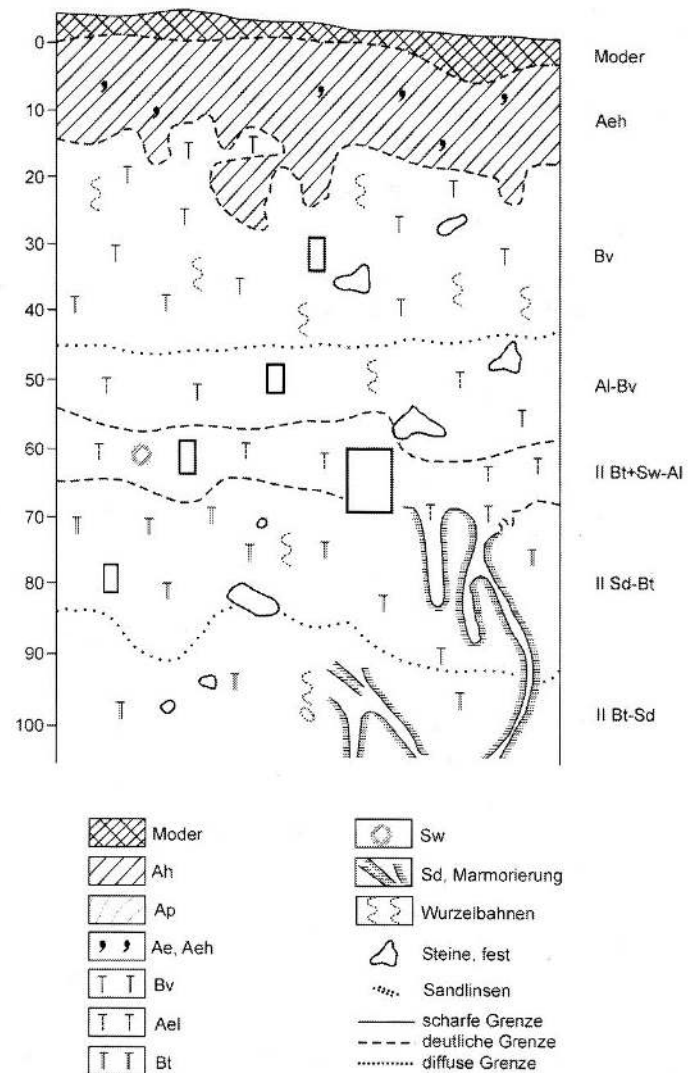 0
Moder
10
Aeh
20
30
Bv
40
50
Al-Bv
60
II Bt+Sw-Al
70
80
II Sd-Bt
90
100
II Bt-Sd
Moder
Ah
Ap
Ae, Aeh
Bv
Ael
Bt
Sw
Sd, Marmorierung
Wurzelbahnen
Steine, fest
Sandlinsen
scharfe Grenze
deutliche Grenze
diffuse Grenze